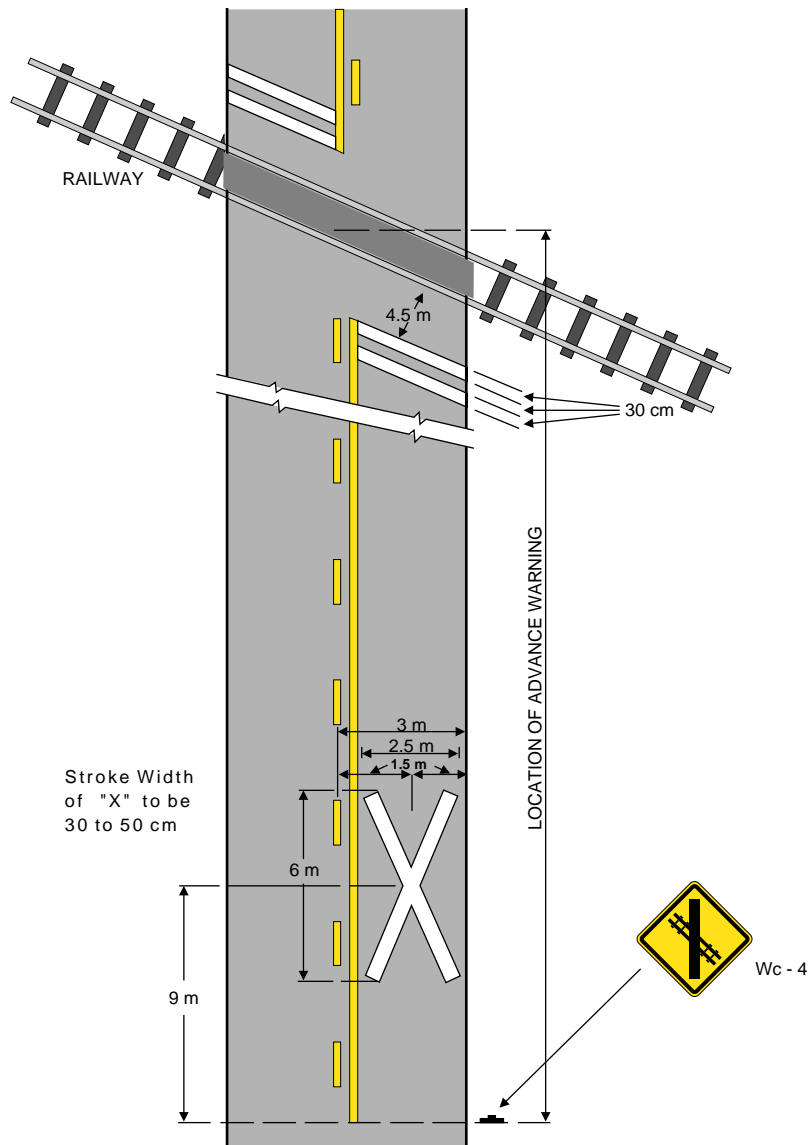 RAILWAY
4.5 m
30 cm
LOCATION OF ADVANCE WARNING
3 m
2.5 m
1.5 m
Stroke Width
of "X" to be
30 to 50 cm
6 m
9 m
Wc - 4